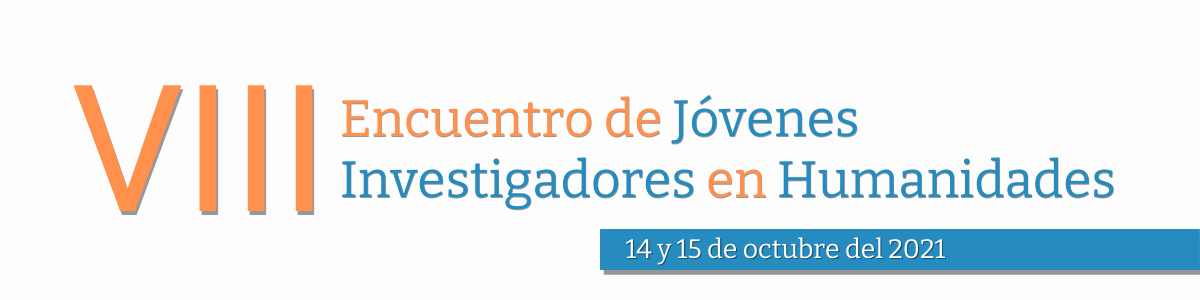 VIII
Encuentro de Jóvenes
Investigadores en Humanidades
14 y 15 de octubre del 2021